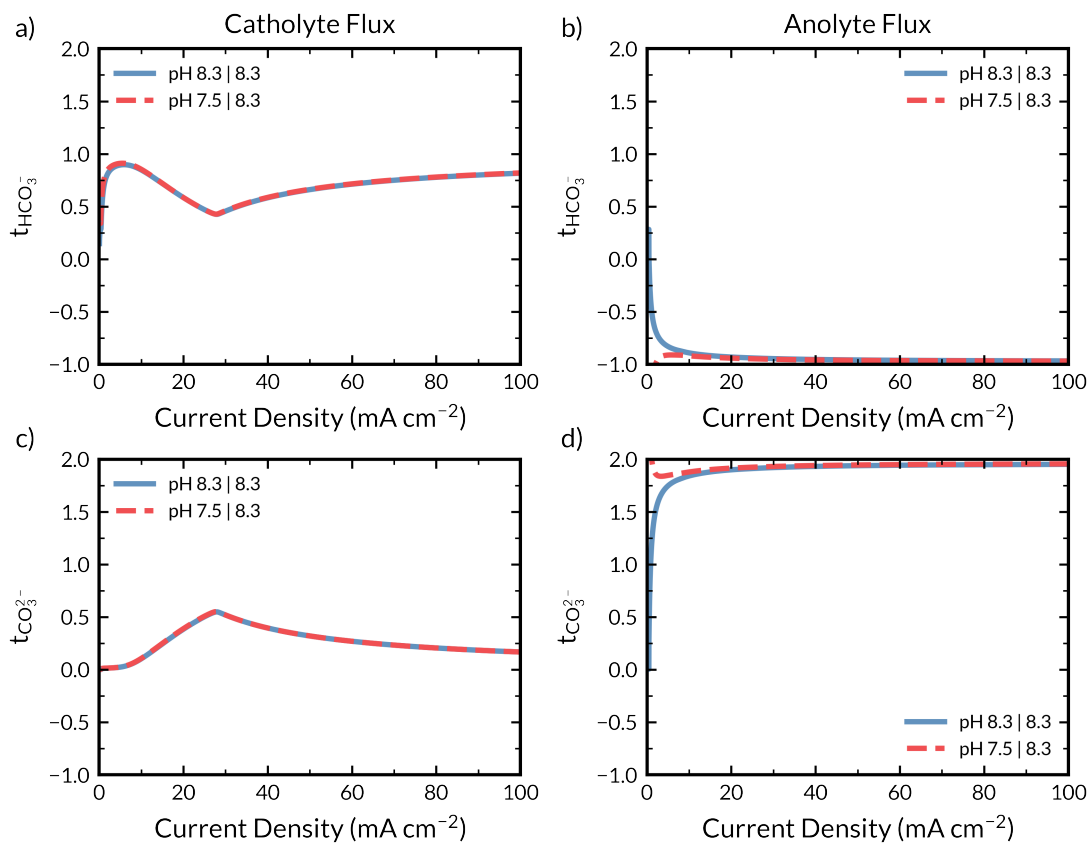 a) Catholyte Flux
2.0
1.5
1.0
0.5
0.0
−0.5
−1.0
t_HCO₃⁻
pH 8.3 | 8.3
pH 7.5 | 8.3
0 20 40 60 80 100
Current Density (mA cm⁻²)
b) Anolyte Flux
2.0
1.5
1.0
0.5
0.0
−0.5
−1.0
t_HCO₃⁻
pH 8.3 | 8.3
pH 7.5 | 8.3
0 20 40 60 80 100
Current Density (mA cm⁻²)
c)
2.0
1.5
1.0
0.5
0.0
−0.5
−1.0
t_CO₃²⁻
pH 8.3 | 8.3
pH 7.5 | 8.3
0 20 40 60 80 100
Current Density (mA cm⁻²)
d)
2.0
1.5
1.0
0.5
0.0
−0.5
−1.0
t_CO₃²⁻
pH 8.3 | 8.3
pH 7.5 | 8.3
0 20 40 60 80 100
Current Density (mA cm⁻²)